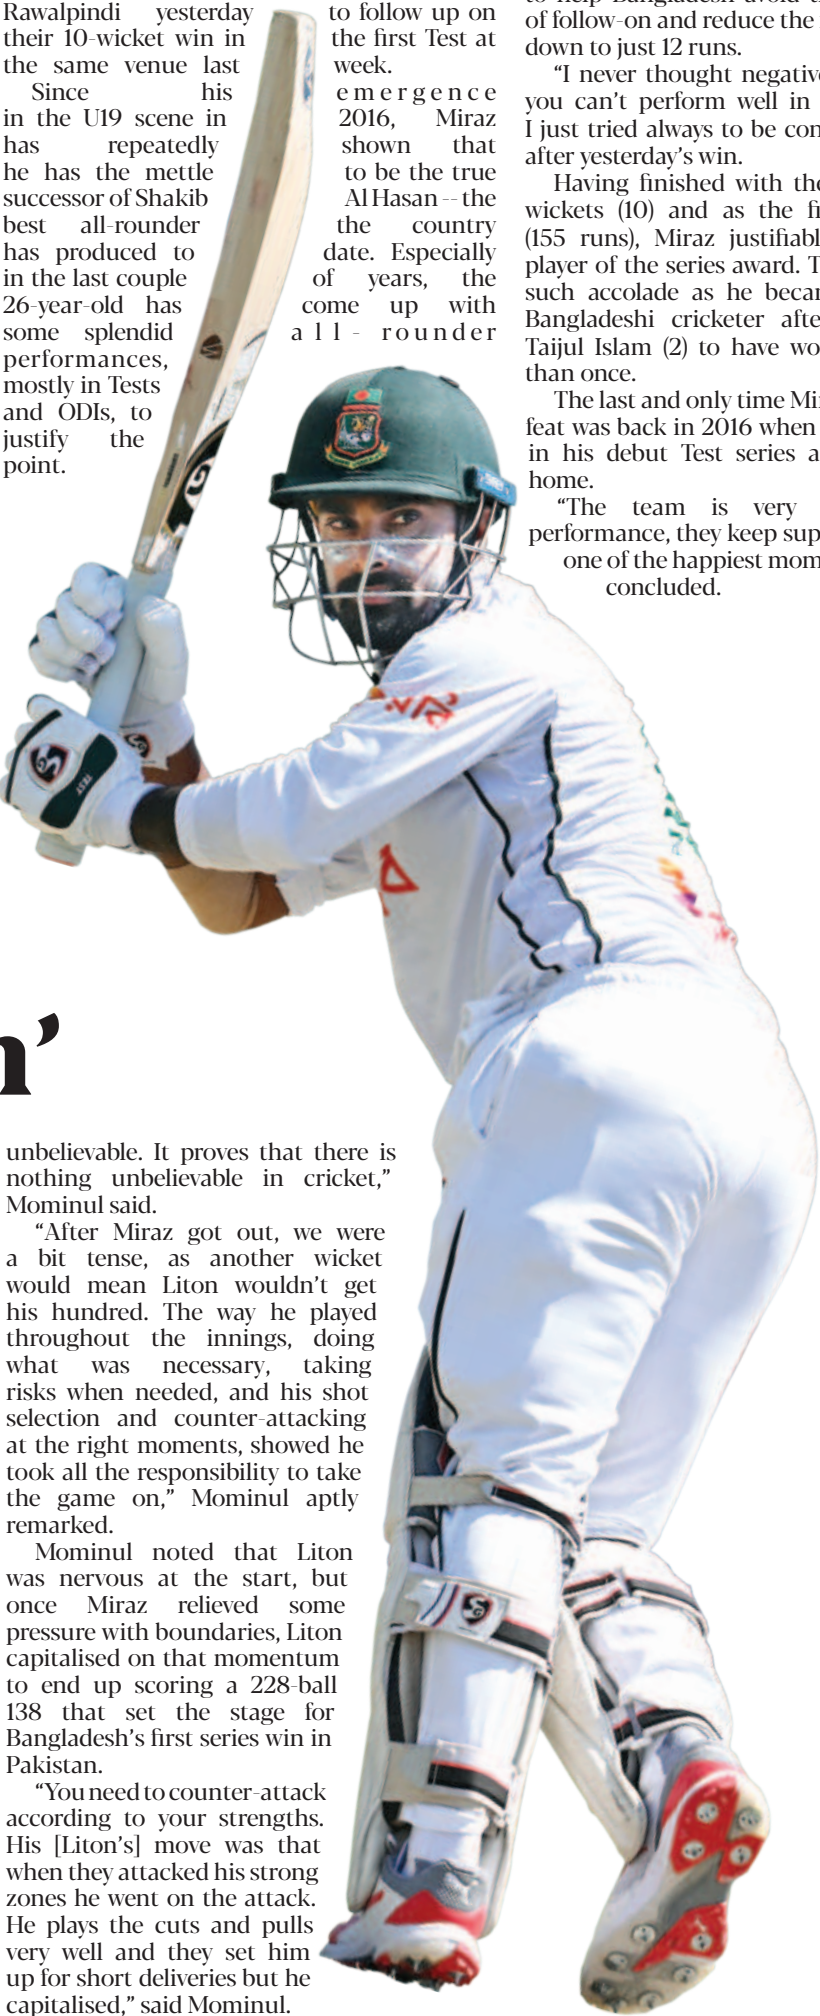 Rawalpindi yesterday to follow up on
their 10-wicket win in the first Test at
the same venue last week.
Since his emergence
in the U19 scene in 2016, Miraz
has repeatedly shown that
he has the mettle to be the true
successor of Shakib Al Hasan -- the
best all-rounder the country
has produced to date. Especially
in the last couple of years, the
26-year-old has come up with
some splendid all-rounder
performances,
mostly in Tests
and ODIs, to
justify the
point.
of follow-on and reduce the
down to just 12 runs.
“I never thought negative
you can’t perform well in
I just tried always to be con
after yesterday’s win.
Having finished with the
wickets (10) and as the
(155 runs), Miraz justifiabl
player of the series award. T
such accolade as he becam
Bangladeshi cricketer afte
Taijul Islam (2) to have wo
than once.
The last and only time Mir
feat was back in 2016 when
in his debut Test series a
home.
“The team is very
performance, they keep sup
one of the happiest mom
concluded.
n’
unbelievable. It proves that there is
nothing unbelievable in cricket,”
Mominul said.
“After Miraz got out, we were
a bit tense, as another wicket
would mean Liton wouldn’t get
his hundred. The way he played
throughout the innings, doing
what was necessary, taking
risks when needed, and his shot
selection and counter-attacking
at the right moments, showed he
took all the responsibility to take
the game on,” Mominul aptly
remarked.
Mominul noted that Liton
was nervous at the start, but
once Miraz relieved some
pressure with boundaries, Liton
capitalised on that momentum
to end up scoring a 228-ball
138 that set the stage for
Bangladesh’s first series win in
Pakistan.
“You need to counter-attack
according to your strengths.
His [Liton’s] move was that
when they attacked his strong
zones he went on the attack.
He plays the cuts and pulls
very well and they set him
up for short deliveries but he
capitalised,” said Mominul.
SG
TEST
SG